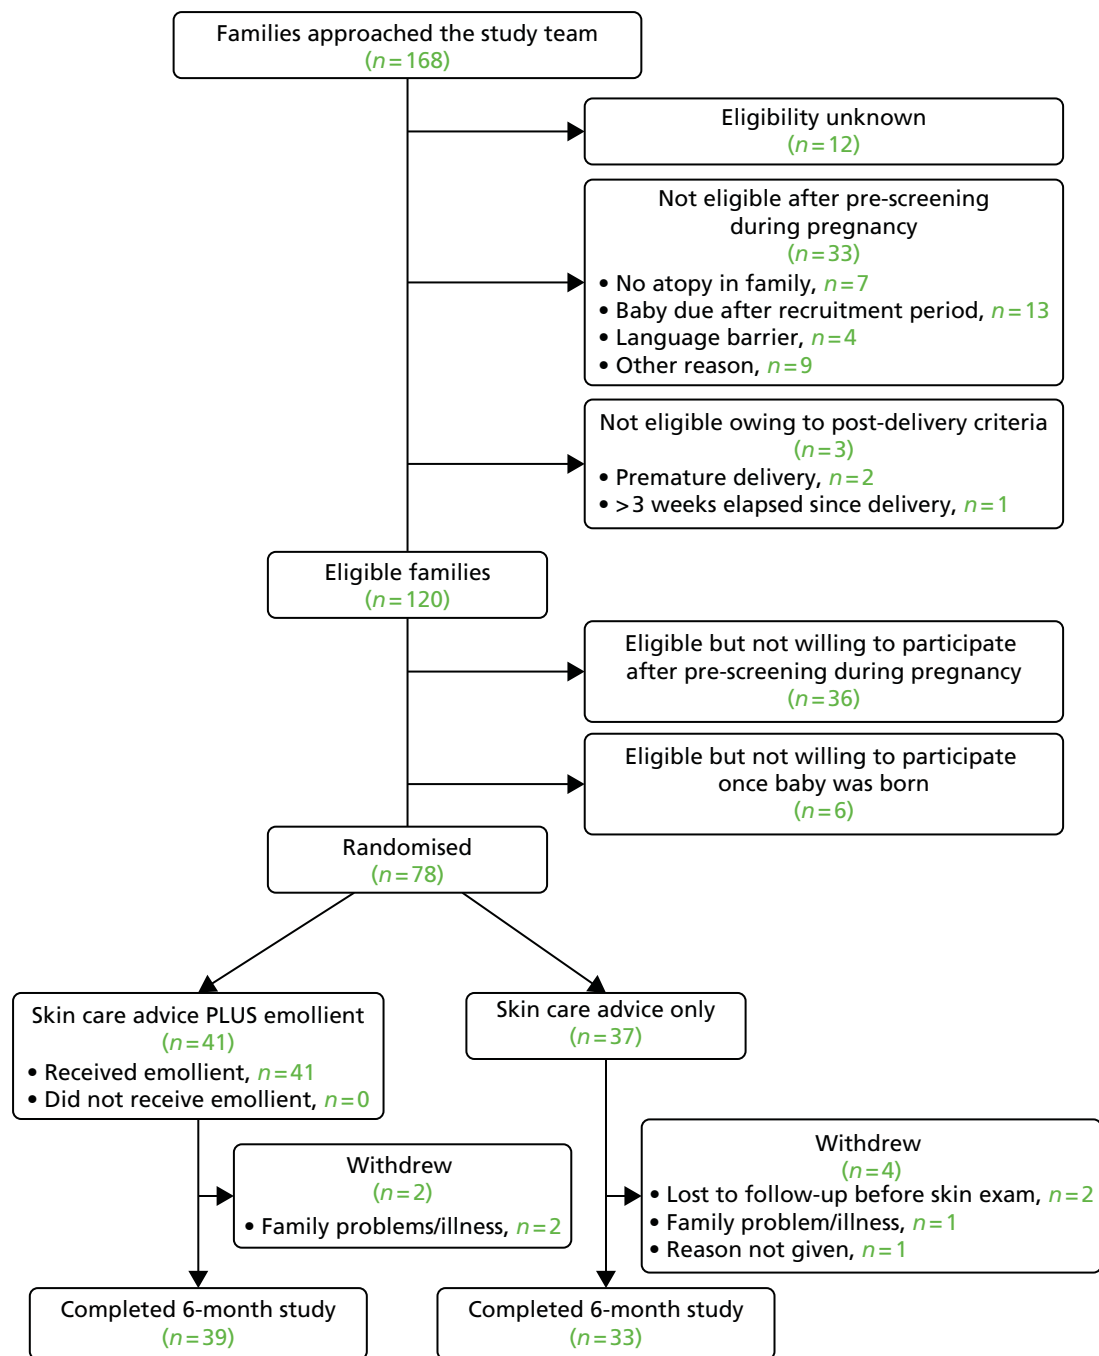 Families approached the study team
(n=168)
Eligibility unknown
(n=12)
Not eligible after pre-screening
during pregnancy
(n=33)
• No atopy in family, n=7
• Baby due after recruitment period, n=13
• Language barrier, n=4
• Other reason, n=9
Not eligible owing to post-delivery criteria
(n=3)
• Premature delivery, n=2
• >3 weeks elapsed since delivery, n=1
Eligible families
(n=120)
Eligible but not willing to participate
after pre-screening during pregnancy
(n=36)
Eligible but not willing to participate
once baby was born
(n=6)
Randomised
(n=78)
Skin care advice PLUS emollient
(n=41)
• Received emollient, n=41
• Did not receive emollient, n=0
Skin care advice only
(n=37)
Withdrew
(n=2)
• Family problems/illness, n=2
Withdrew
(n=4)
• Lost to follow-up before skin exam, n=2
• Family problem/illness, n=1
• Reason not given, n=1
Completed 6-month study
(n=39)
Completed 6-month study
(n=33)